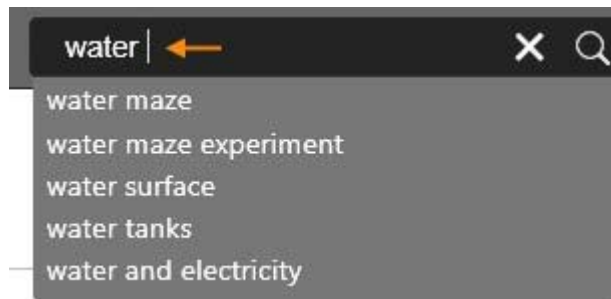 water
water maze
water maze experiment
water surface
water tanks
water and electricity